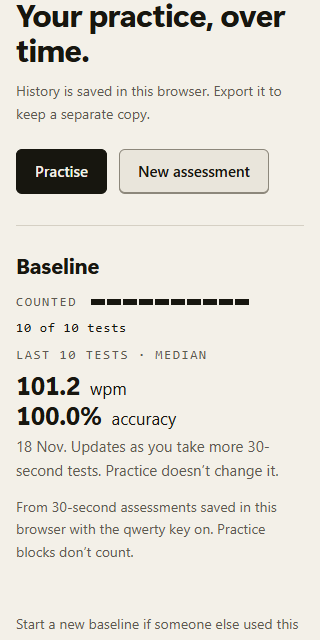 Your practice, over
time.
History is saved in this browser. Export it to
keep a separate copy.
Practise
New assessment
Baseline
COUNTED
10 of 10 tests
LAST 10 TESTS · MEDIAN
101.2 wpm
100.0% accuracy
18 Nov. Updates as you take more 30-
second tests. Practice doesn't change it.
From 30-second assessments saved in this
browser with the qwerty key on. Practice
blocks don't count.
Start a new baseline if someone else used this